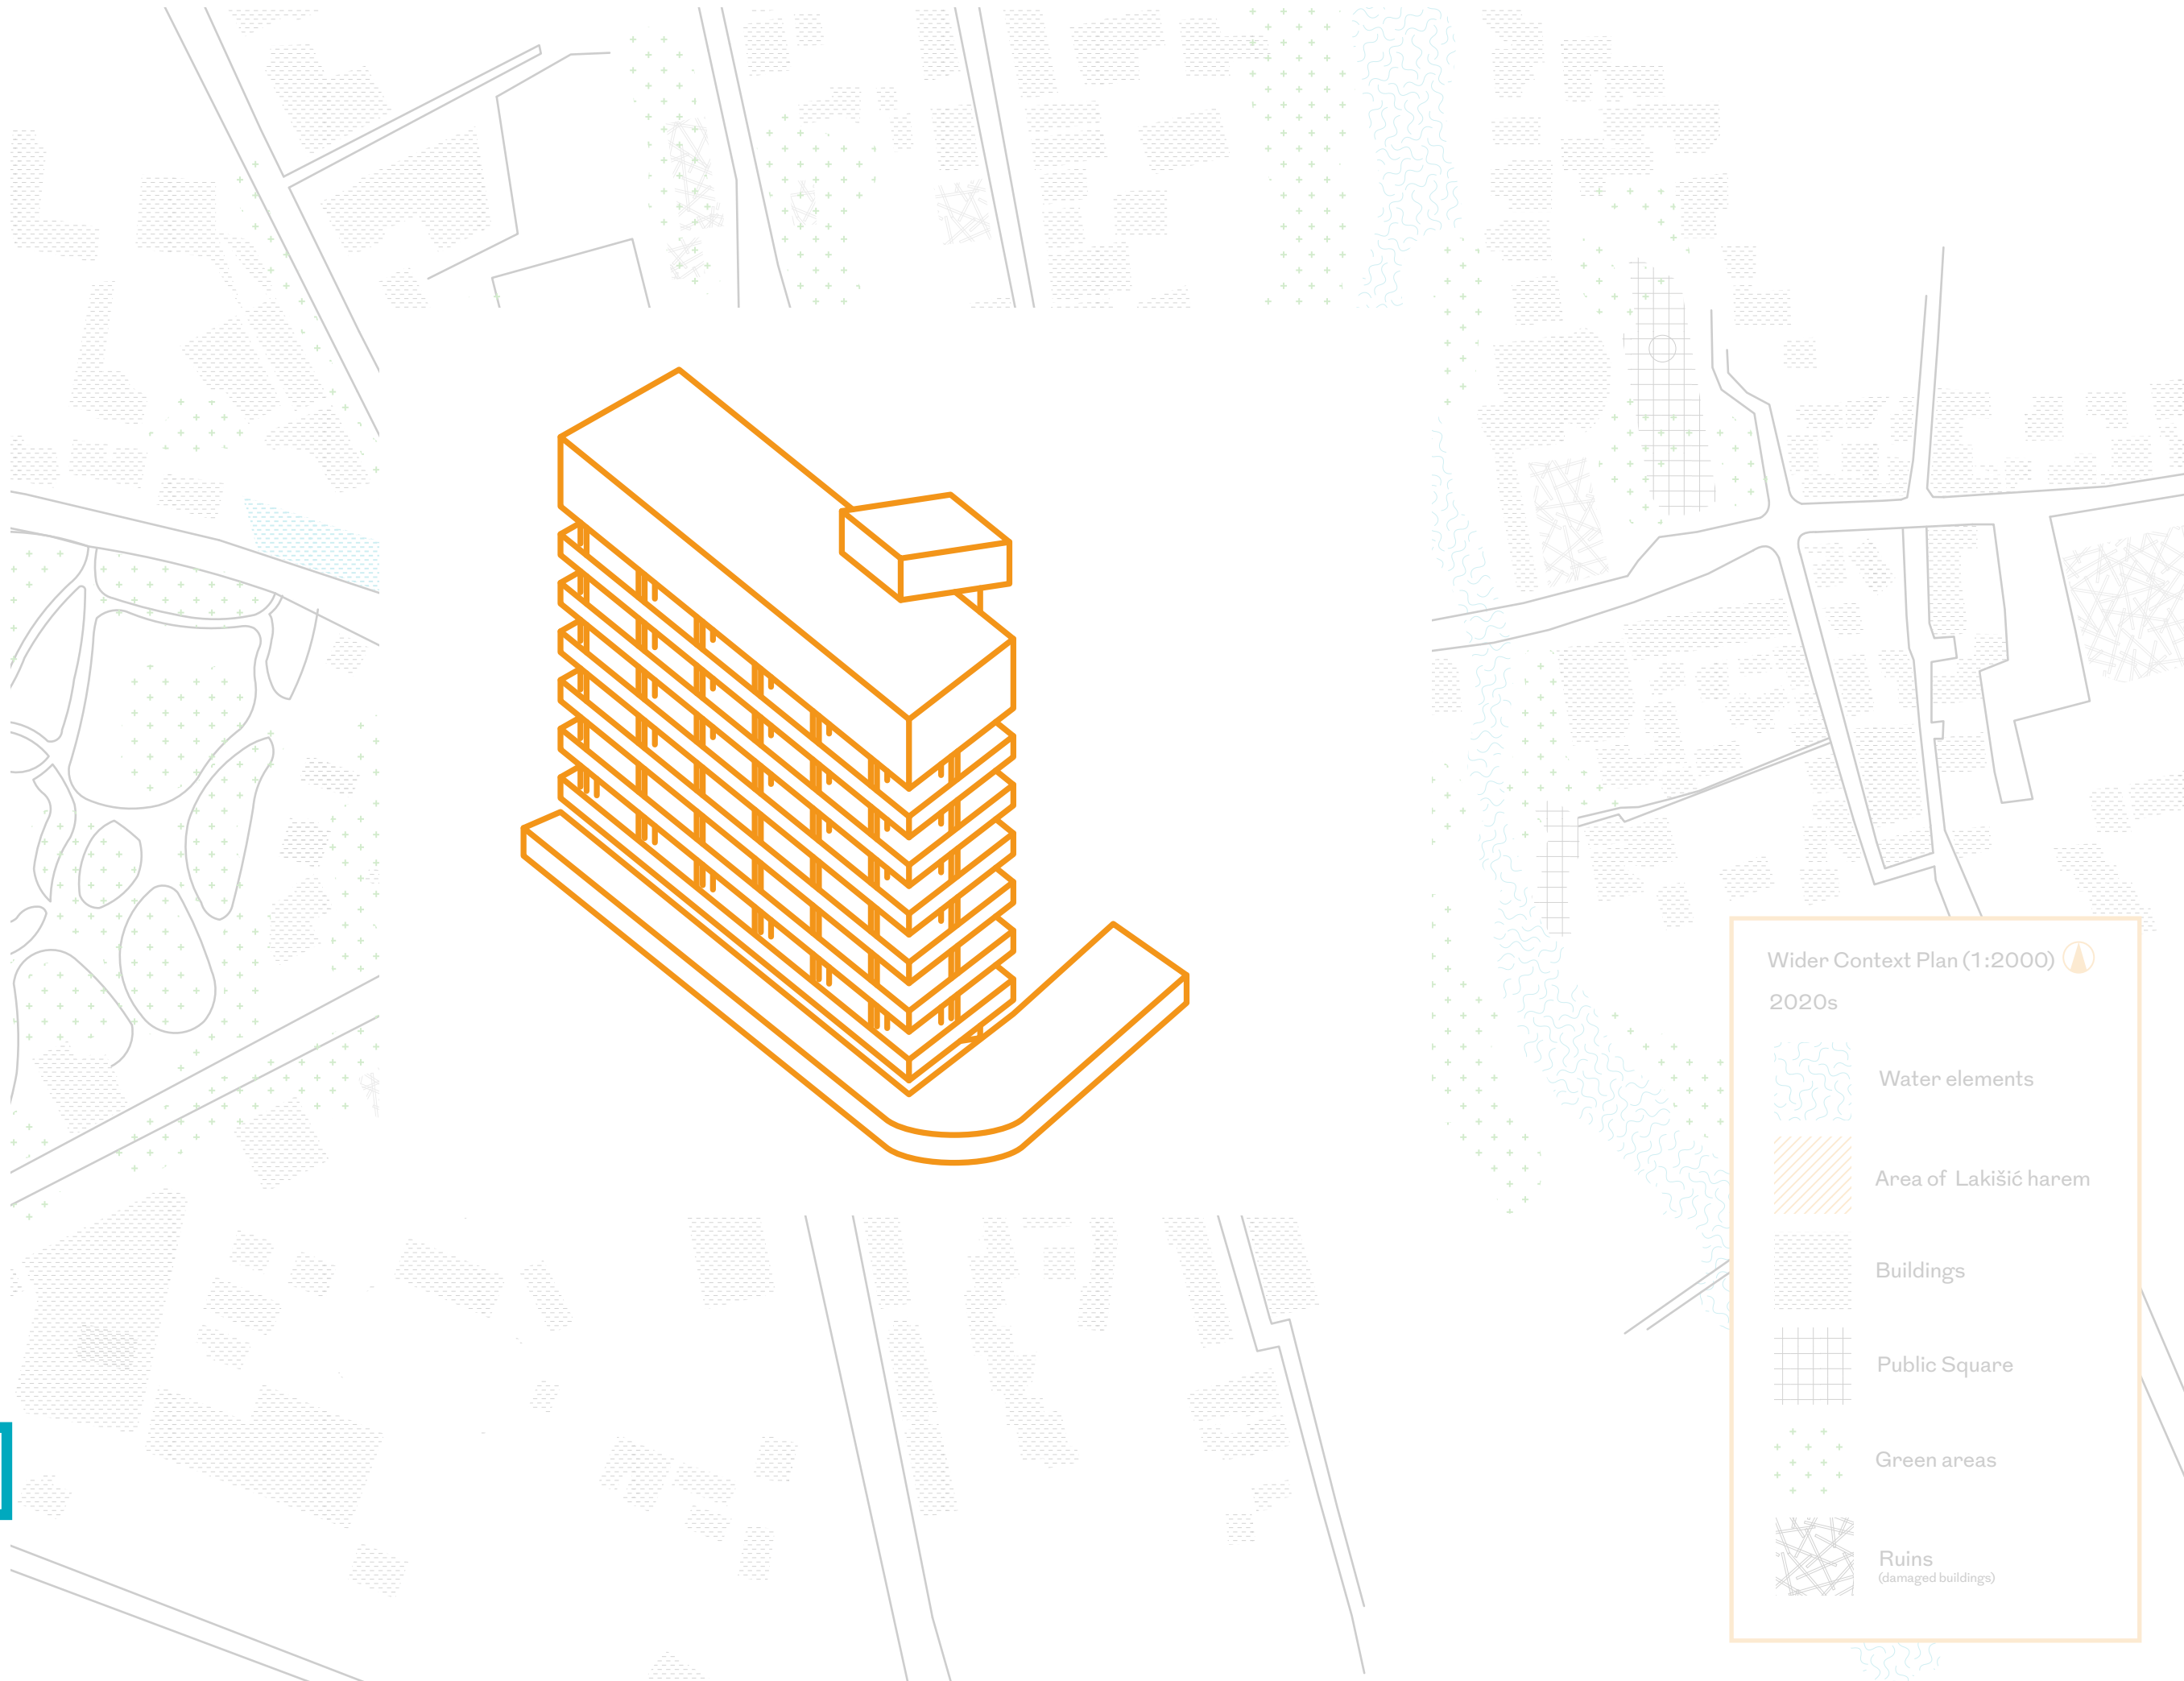 Wider Context Plan (1:2000)
2020s
Water elements
Area of Lakišić harem
Buildings
Public Square
Green areas
Ruins
(damaged buildings)